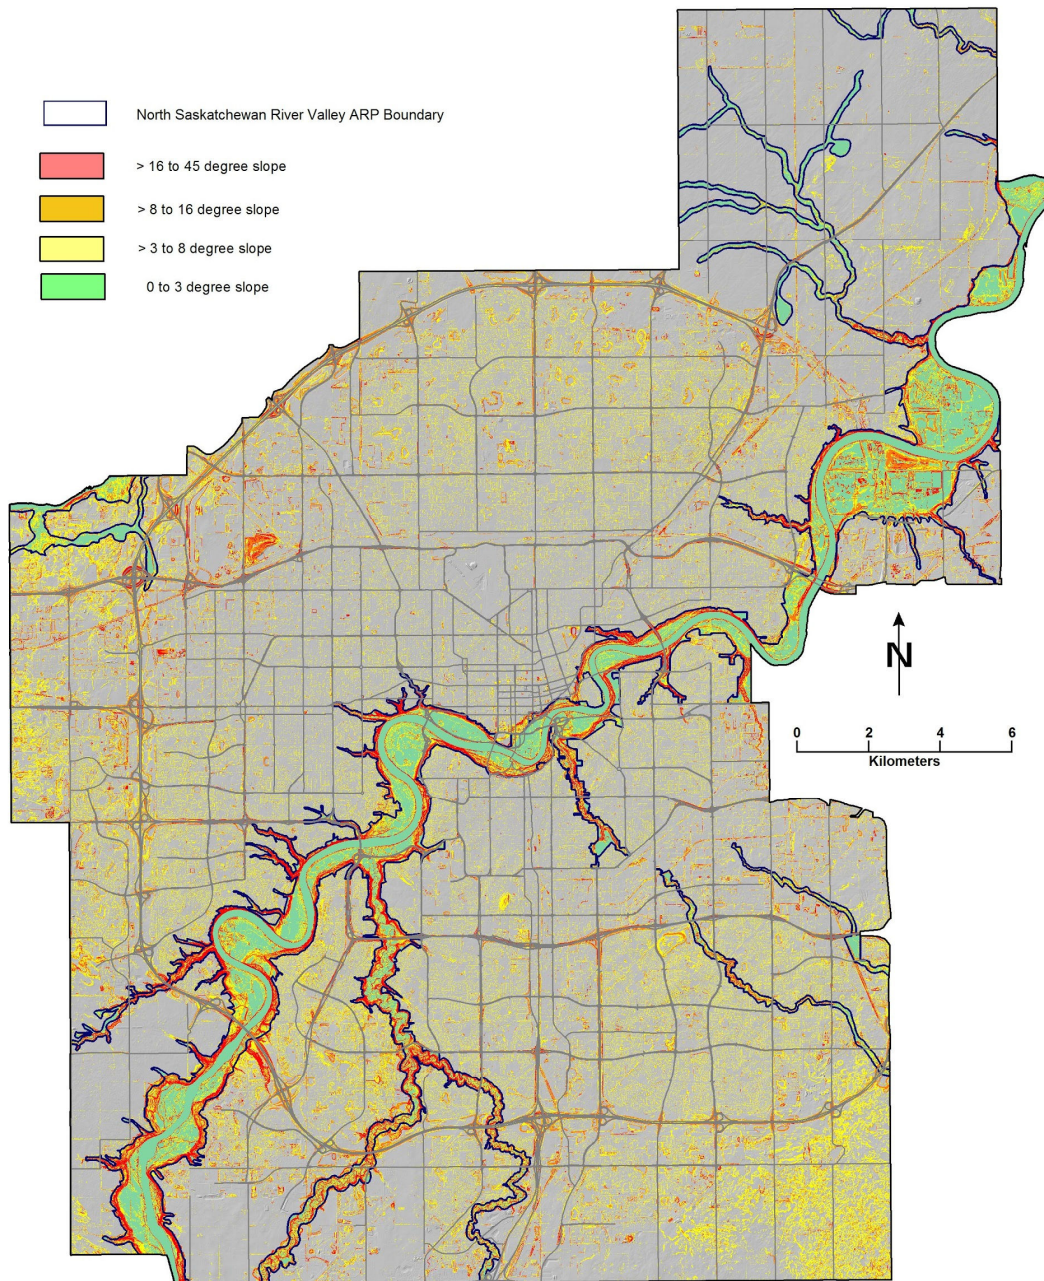 North Saskatchewan River Valley ARP Boundary
> 16 to 45 degree slope
> 8 to 16 degree slope
> 3 to 8 degree slope
0 to 3 degree slope
N
0 2 4 6
Kilometers